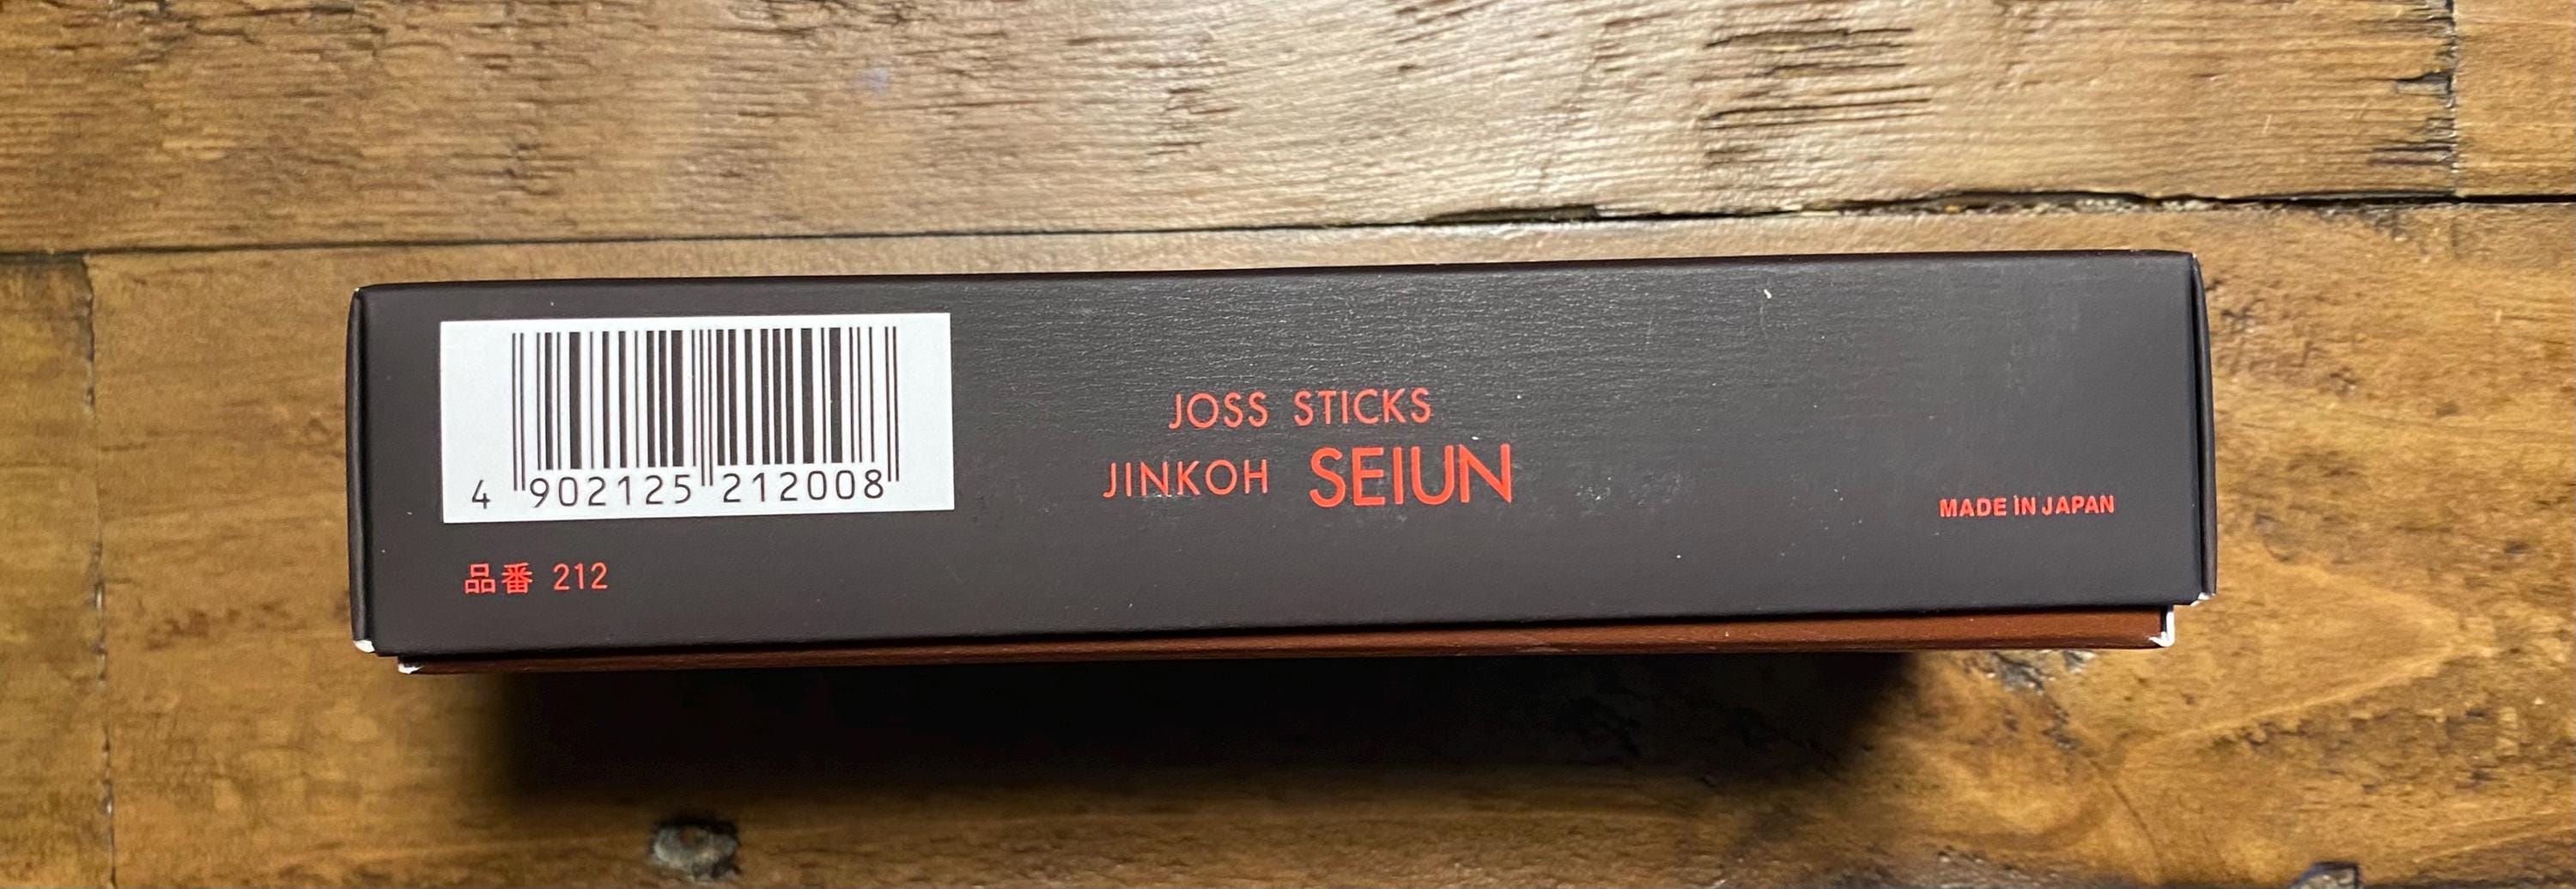 4 902125 212008
品番 212
JOSS STICKS
JINKOH SEIUN
MADE IN JAPAN